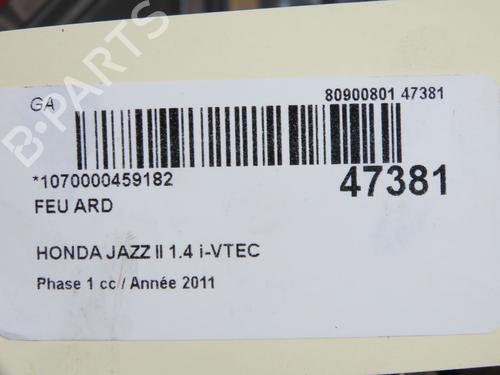 GA
80900801 47381
*1070000459182
47381
FEU ARD
HONDA JAZZ II 1.4 i-VTEC
Phase 1 cc / Année 2011
B-PARTS